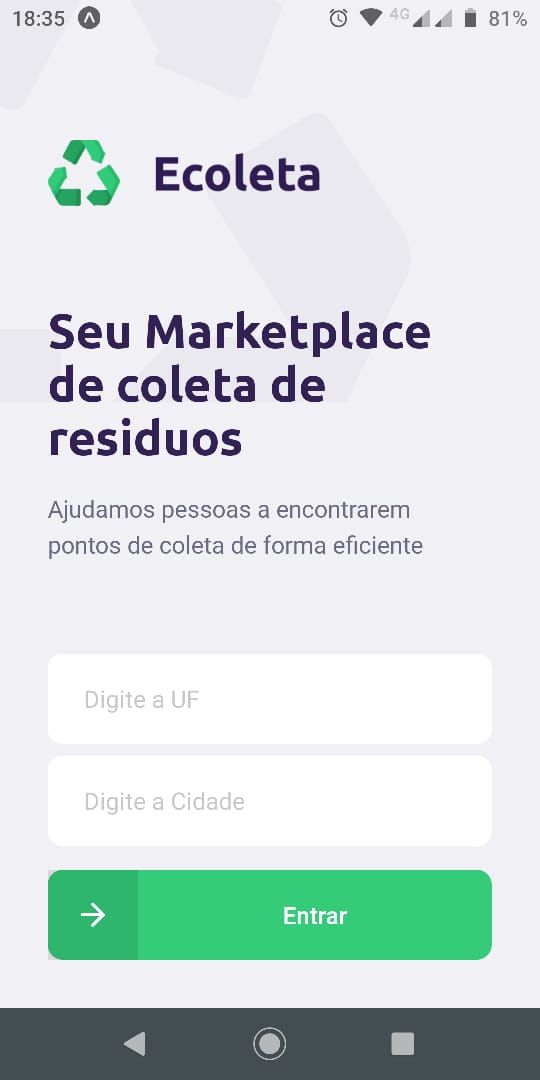 18:35 4G 81%
Ecoleta
Seu Marketplace
de coleta de
residuos
Ajudamos pessoas a encontrarem
pontos de coleta de forma eficiente
Digite a UF
Digite a Cidade
Entrar